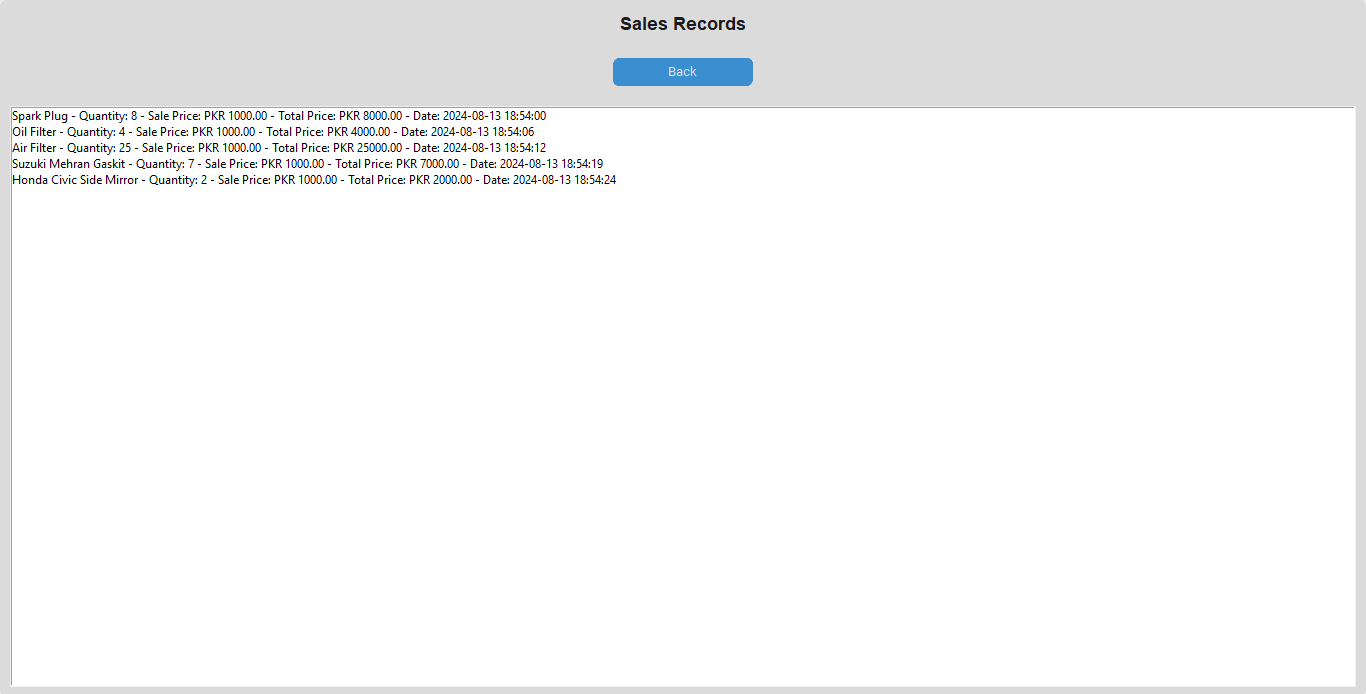 Sales Records
Back
Spark Plug - Quantity: 8 - Sale Price: PKR 1000.00 - Total Price: PKR 8000.00 - Date: 2024-08-13 18:54:00
Oil Filter - Quantity: 4 - Sale Price: PKR 1000.00 - Total Price: PKR 4000.00 - Date: 2024-08-13 18:54:06
Air Filter - Quantity: 25 - Sale Price: PKR 1000.00 - Total Price: PKR 25000.00 - Date: 2024-08-13 18:54:12
Suzuki Mehran Gaskit - Quantity: 7 - Sale Price: PKR 1000.00 - Total Price: PKR 7000.00 - Date: 2024-08-13 18:54:19
Honda Civic Side Mirror - Quantity: 2 - Sale Price: PKR 1000.00 - Total Price: PKR 2000.00 - Date: 2024-08-13 18:54:24